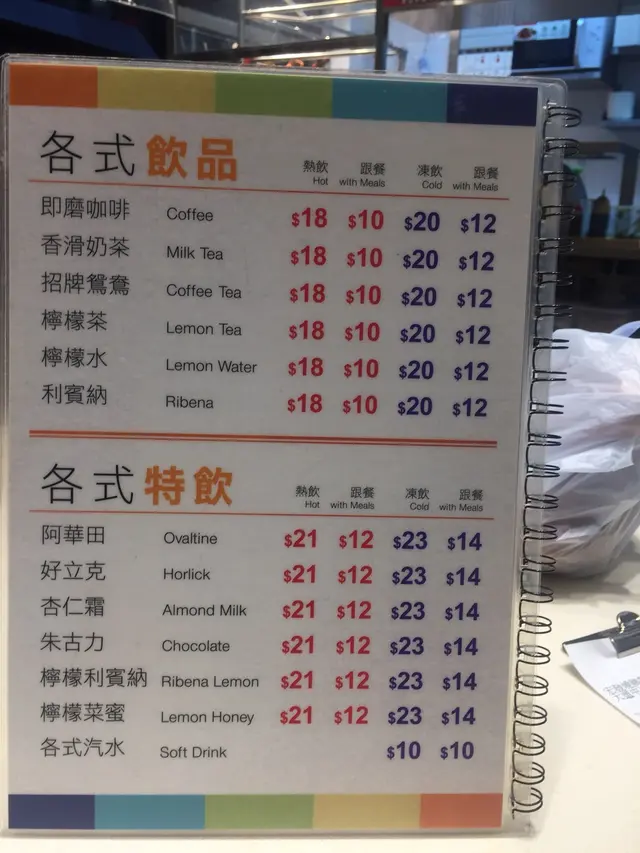 各式飲品 熱飲 跟餐 凍飲 跟餐
Hot with Meals Cold with Meals
即磨咖啡 Coffee $18 $10 $20 $12
香滑奶茶 Milk Tea $18 $10 $20 $12
招牌鴛鴦 Coffee Tea $18 $10 $20 $12
檸檬茶 Lemon Tea $18 $10 $20 $12
檸檬水 Lemon Water $18 $10 $20 $12
利賓納 Ribena $18 $10 $20 $12
各式特飲 熱飲 跟餐 凍飲 跟餐
Hot with Meals Cold with Meals
阿華田 Ovaltine $21 $12 $23 $14
好立克 Horlick $21 $12 $23 $14
杏仁霜 Almond Milk $21 $12 $23 $14
朱古力 Chocolate $21 $12 $23 $14
檸檬利賓納 Ribena Lemon $21 $12 $23 $14
檸檬菜蜜 Lemon Honey $21 $12 $23 $14
各式汽水 Soft Drink $10 $10